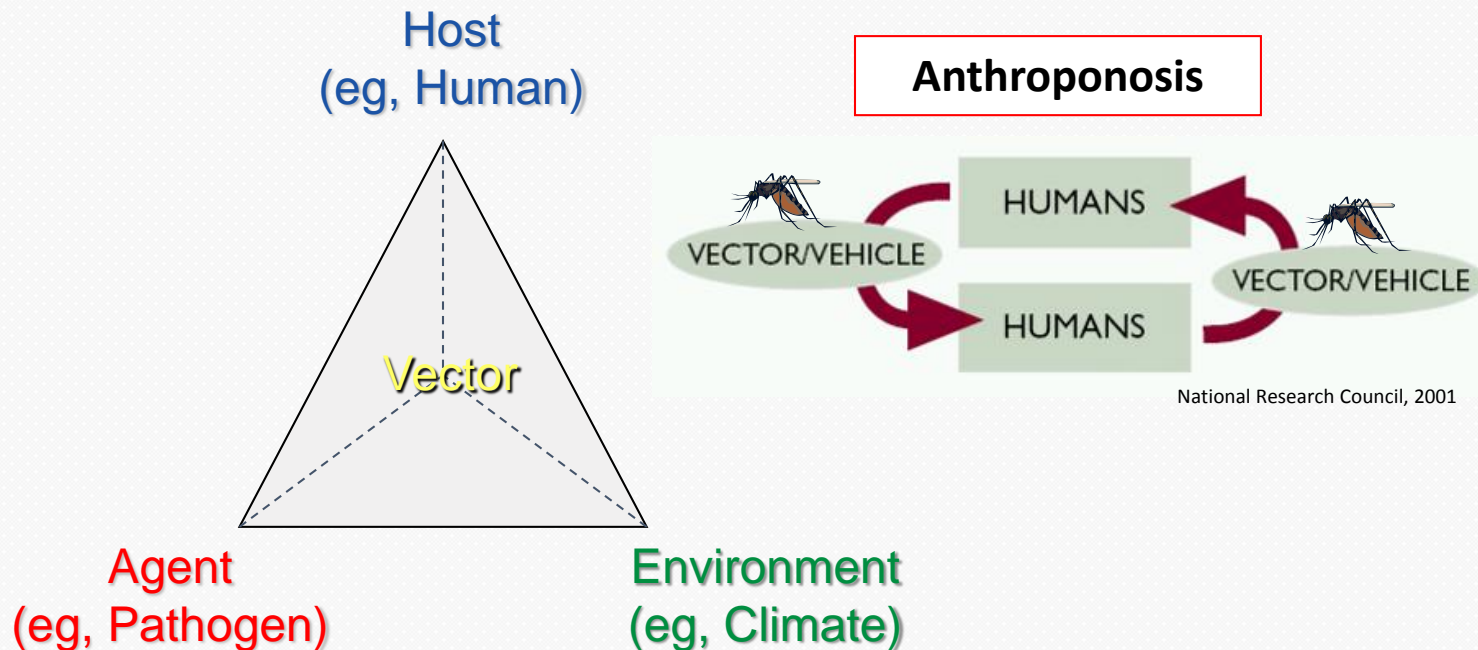 Host
(eg, Human)
Vector
Agent
(eg, Pathogen)
Environment
(eg, Climate)
Anthroponosis
HUMANS
VECTOR/VEHICLE
VECTOR/VEHICLE
HUMANS
National Research Council, 2001